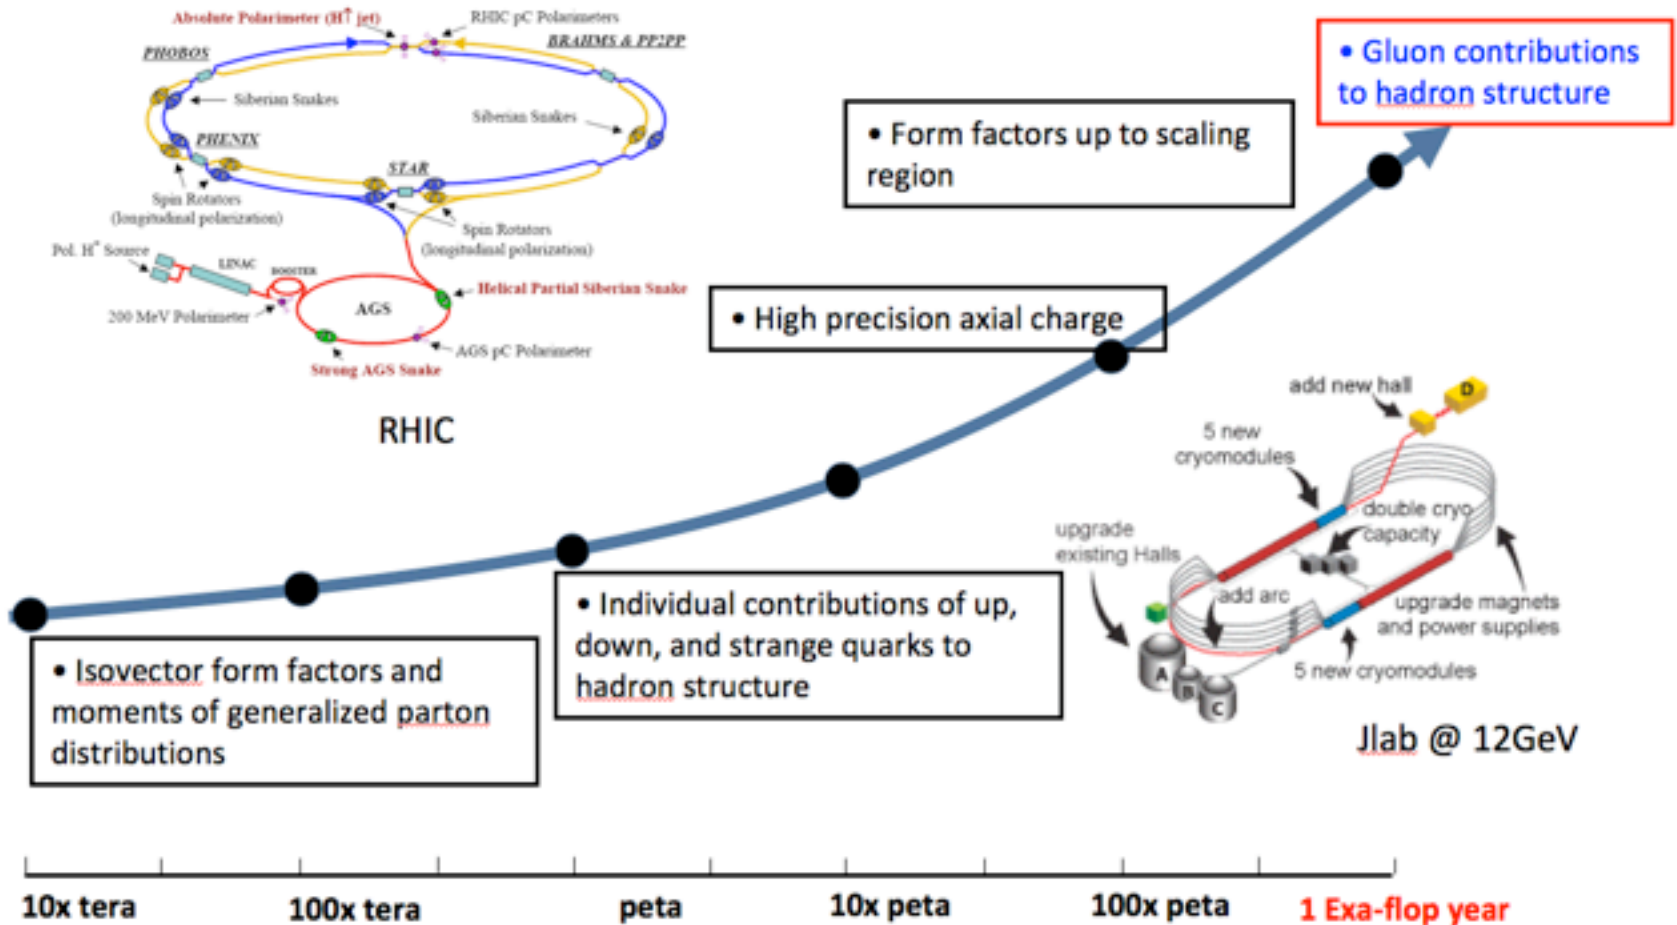 Absolute Polarimeter (H↑ jet)
RHIC pC Polarimeters
BRAHMS & PP2PP
PHOBOS
Siberian Snakes
Siberian Snakes
PHENIX
STAR
Spin Rotators
(longitudinal polarization)
Spin Rotators
(longitudinal polarization)
Pol. H⁻ Source
LINAC
BOOSTER
200 MeV Polarimeter
AGS
Helical Partial Siberian Snake
AGS pC Polarimeter
Strong AGS Snake
RHIC
• Gluon contributions
to hadron structure
• Form factors up to scaling
region
• High precision axial charge
• Individual contributions of up,
down, and strange quarks to
hadron structure
• Isovector form factors and
moments of generalized parton
distributions
add new hall
D
5 new
cryomodules
double cryo
capacity
upgrade
existing Halls
add arc
upgrade magnets
and power supplies
5 new cryomodules
A
B
C
Jlab @ 12GeV
10x tera
100x tera
peta
10x peta
100x peta
1 Exa-flop year